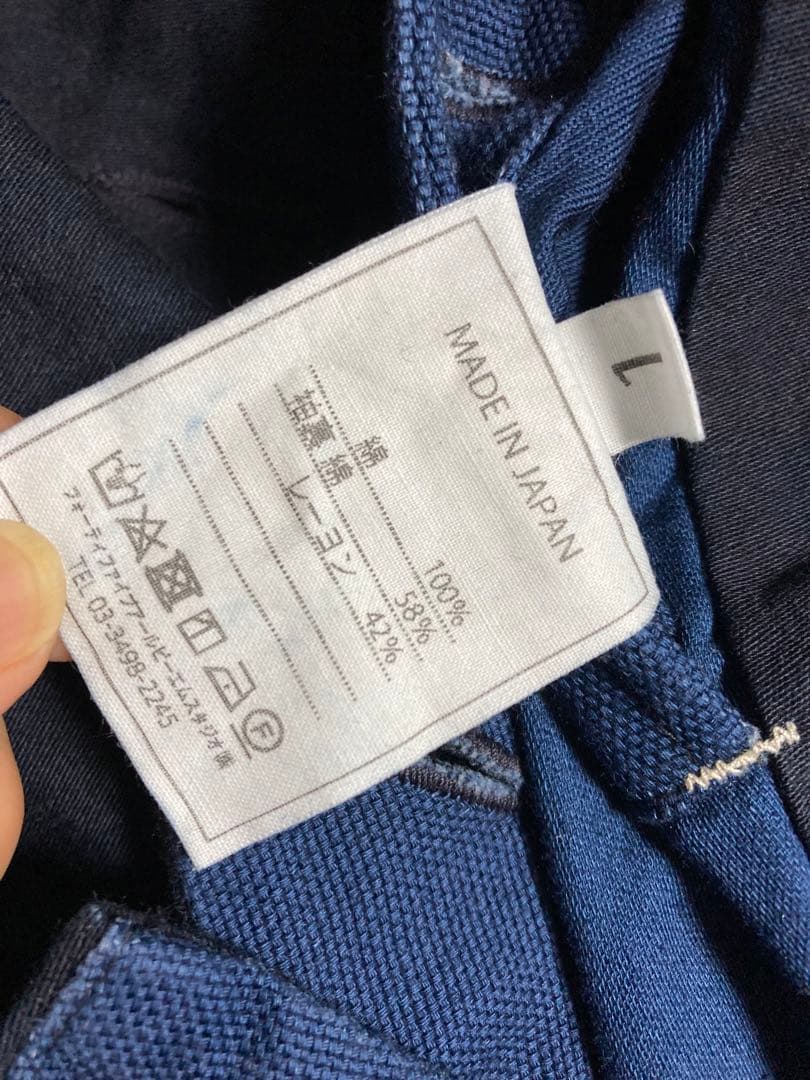 MADE IN JAPAN
綿 100%
袖裏 綿 58%
レーヨン 42%
F
フォーティファイブアールピーエムスタジオ㈱
TEL 03-3498-2245
1